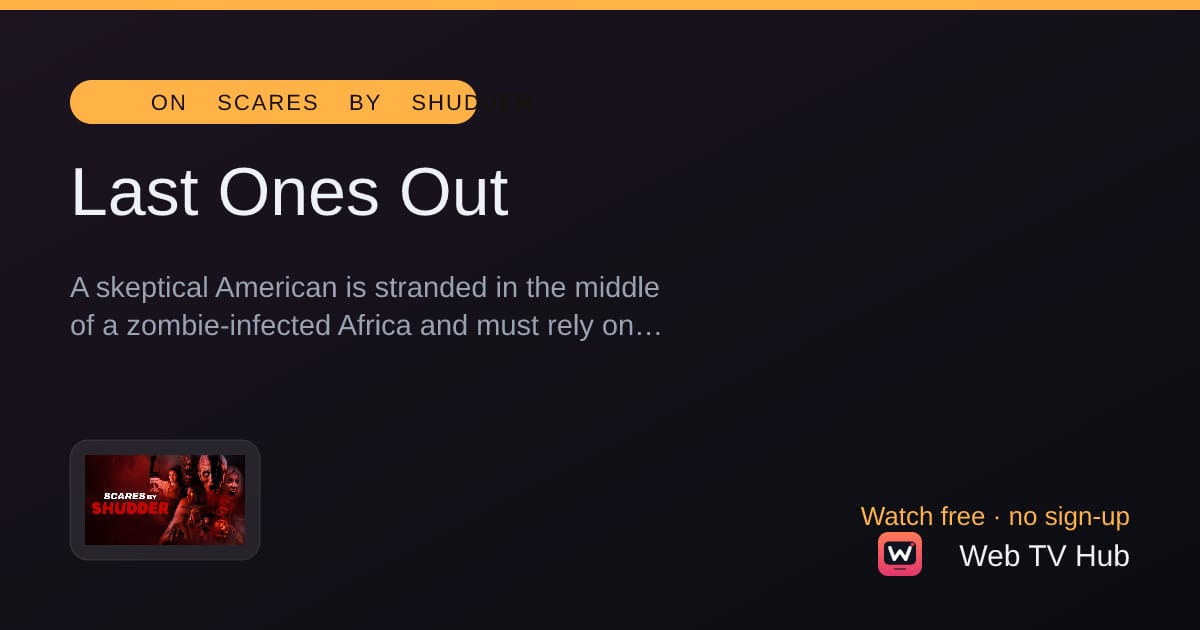 ON SCARES BY SHUDDER
Last Ones Out
A skeptical American is stranded in the middle
of a zombie-infected Africa and must rely on…
SCARES BY
SHUDDER
Watch free · no sign-up
W
Web TV Hub